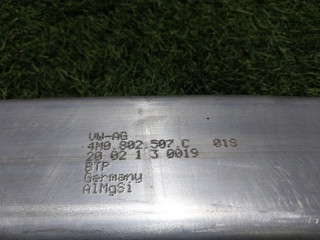 VW-AG
4M0 802 507 C 01S
20 02 1 3 0019
BTP
Germany
AlMgSi